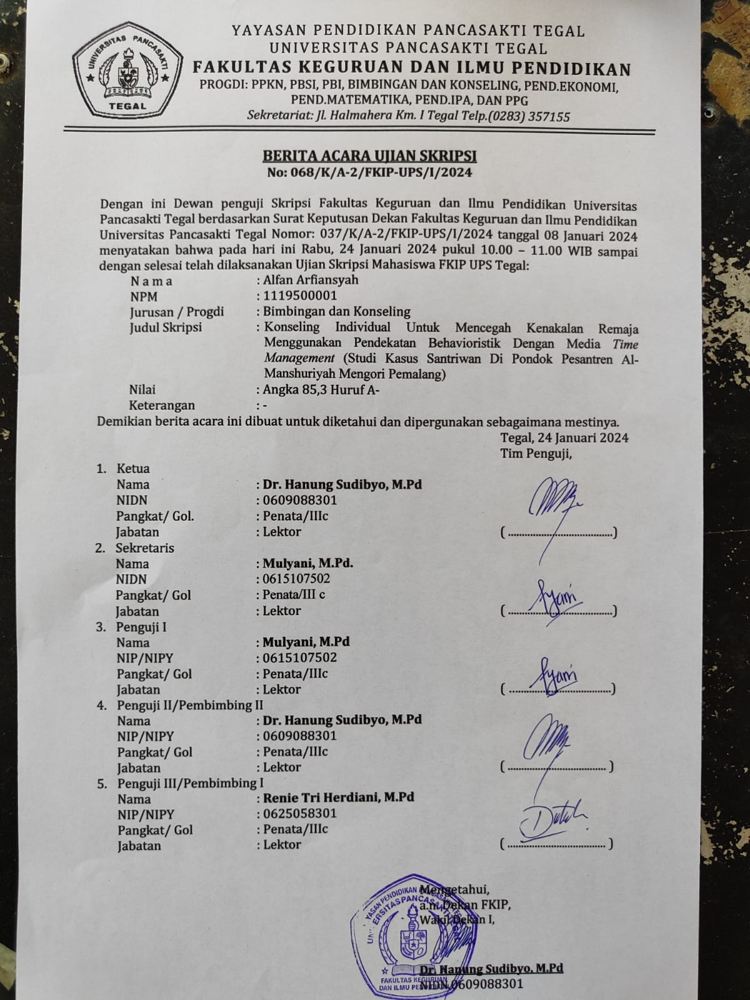 UNIVERSITAS PANCASAKTI
TEGAL
YAYASAN PENDIDIKAN PANCASAKTI TEGAL
UNIVERSITAS PANCASAKTI TEGAL
FAKULTAS KEGURUAN DAN ILMU PENDIDIKAN
PROGDI: PPKN, PBSI, PBI, BIMBINGAN DAN KONSELING, PEND.EKONOMI,
PEND.MATEMATIKA, PEND.IPA, DAN PPG
Sekretariat: Jl. Halmahera Km. I Tegal Telp.(0283) 357155
BERITA ACARA UJIAN SKRIPSI
No: 068/K/A-2/FKIP-UPS/I/2024
Dengan ini Dewan penguji Skripsi Fakultas Keguruan dan Ilmu Pendidikan Universitas
Pancasakti Tegal berdasarkan Surat Keputusan Dekan Fakultas Keguruan dan Ilmu Pendidikan
Universitas Pancasakti Tegal Nomor: 037/K/A-2/FKIP-UPS/I/2024 tanggal 08 Januari 2024
menyatakan bahwa pada hari ini Rabu, 24 Januari 2024 pukul 10.00 – 11.00 WIB sampai
dengan selesai telah dilaksanakan Ujian Skripsi Mahasiswa FKIP UPS Tegal:
N a m a : Alfan Arfiansyah
NPM : 1119500001
Jurusan / Progdi : Bimbingan dan Konseling
Judul Skripsi : Konseling Individual Untuk Mencegah Kenakalan Remaja
Menggunakan Pendekatan Behavioristik Dengan Media Time
Management (Studi Kasus Santriwan Di Pondok Pesantren Al-
Manshuriyah Mengori Pemalang)
Nilai : Angka 85,3 Huruf A-
Keterangan : -
Demikian berita acara ini dibuat untuk diketahui dan dipergunakan sebagaimana mestinya.
Tegal, 24 Januari 2024
Tim Penguji,
1. Ketua
Nama : Dr. Hanung Sudibyo, M.Pd
NIDN : 0609088301
Pangkat/ Gol. : Penata/IIIc
Jabatan : Lektor (.......................................)
2. Sekretaris
Nama : Mulyani, M.Pd.
NIDN : 0615107502
Pangkat/ Gol : Penata/III c
Jabatan : Lektor (.......................................)
3. Penguji I
Nama : Mulyani, M.Pd
NIP/NIPY : 0615107502
Pangkat/ Gol : Penata/IIIc
Jabatan : Lektor (......................................)
4. Penguji II/Pembimbing II
Nama : Dr. Hanung Sudibyo, M.Pd
NIP/NIPY : 0609088301
Pangkat/ Gol : Penata/IIIc
Jabatan : Lektor (.....................................)
5. Penguji III/Pembimbing I
Nama : Renie Tri Herdiani, M.Pd
NIP/NIPY : 0625058301
Pangkat/ Gol : Penata/IIIc
Jabatan : Lektor (.....................................)
Mengetahui,
a.n. Dekan FKIP,
Wakil Dekan I,
Dr. Hanung Sudibyo, M.Pd
NIDN 0609088301
YASAN PENDIDIKAN
ERSITAS PANCASAKTI TEGAL
FAKULTAS KEGURUAN
DAN ILMU PENDIDIKAN